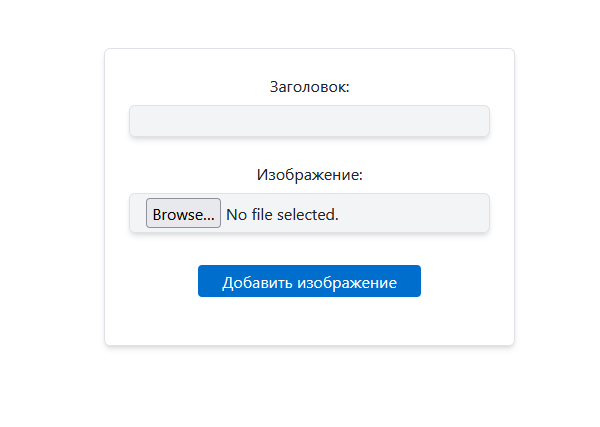 Заголовок:
Изображение:
Browse... No file selected.
Добавить изображение